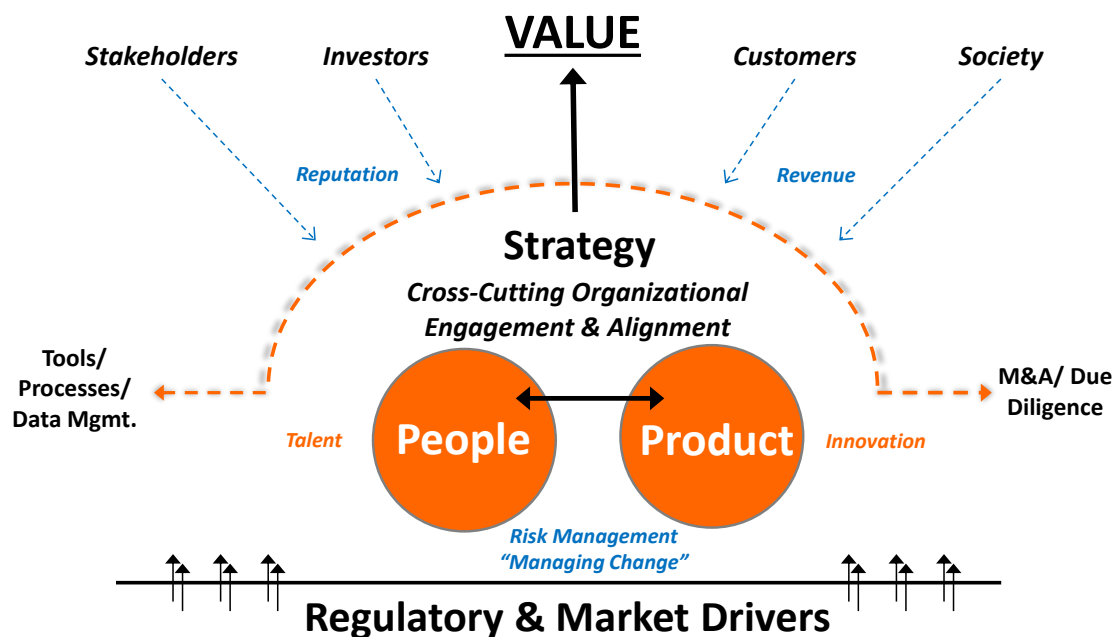 VALUE
Stakeholders
Investors
Customers
Society
Reputation
Revenue
Strategy
Cross-Cutting Organizational
Engagement & Alignment
Tools/
Processes/
Data Mgmt.
M&A/ Due
Diligence
Talent
People
Product
Innovation
Risk Management
“Managing Change”
Regulatory & Market Drivers